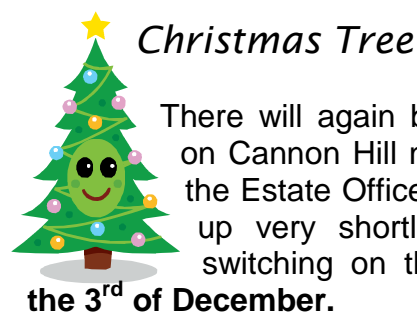 Christmas Tree
There will again b
on Cannon Hill
the Estate Office
up very shortl
switching on th
the 3rd of December.